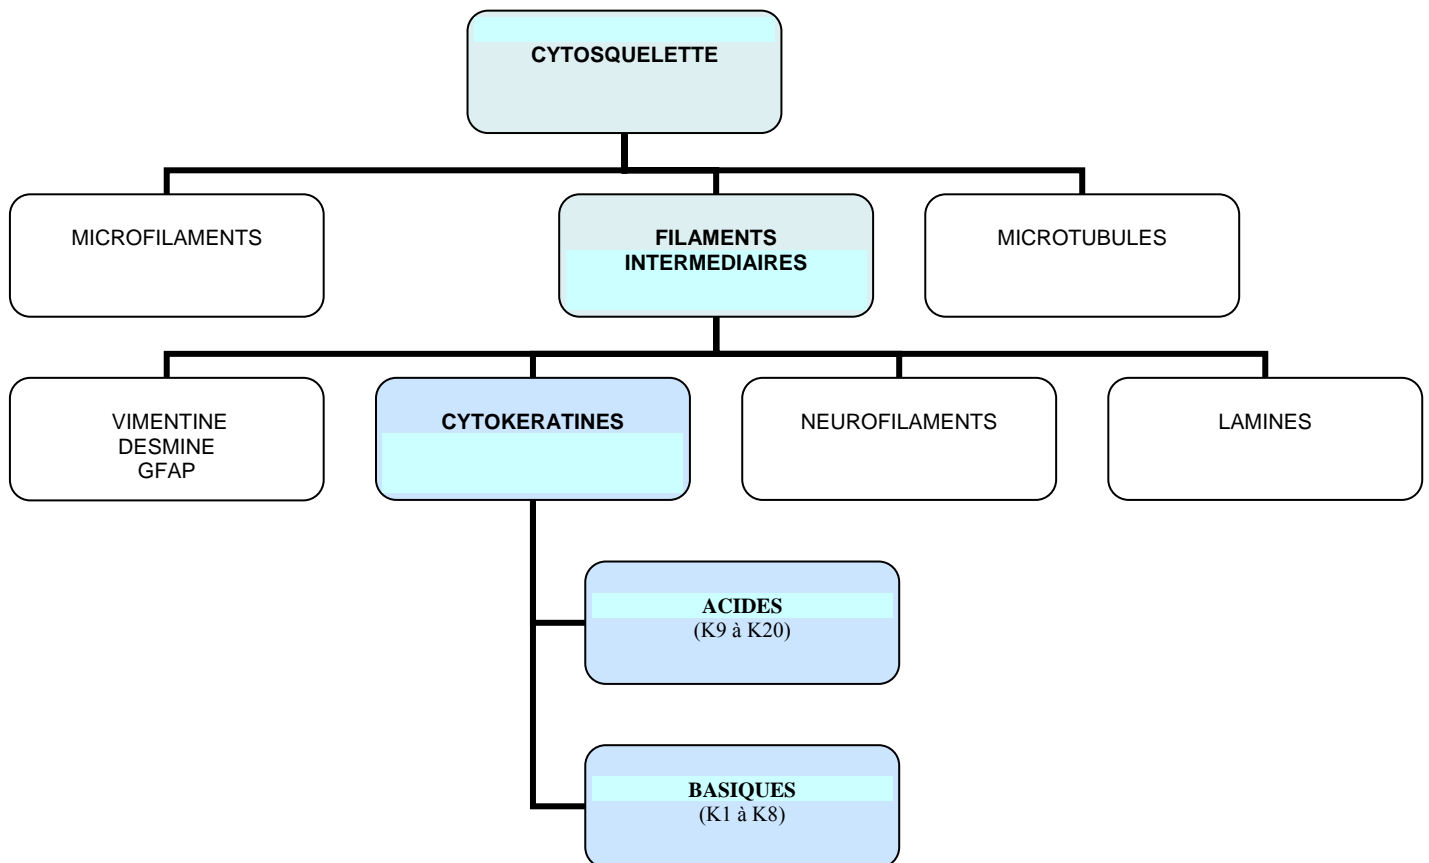 CYTOSQUELETTE
MICROFILAMENTS
FILAMENTS
INTERMEDIAIRES
MICROTUBULES
VIMENTINE
DESMINE
GFAP
CYTOKERATINES
NEUROFILAMENTS
LAMINES
ACIDES
(K9 à K20)
BASIQUES
(K1 à K8)